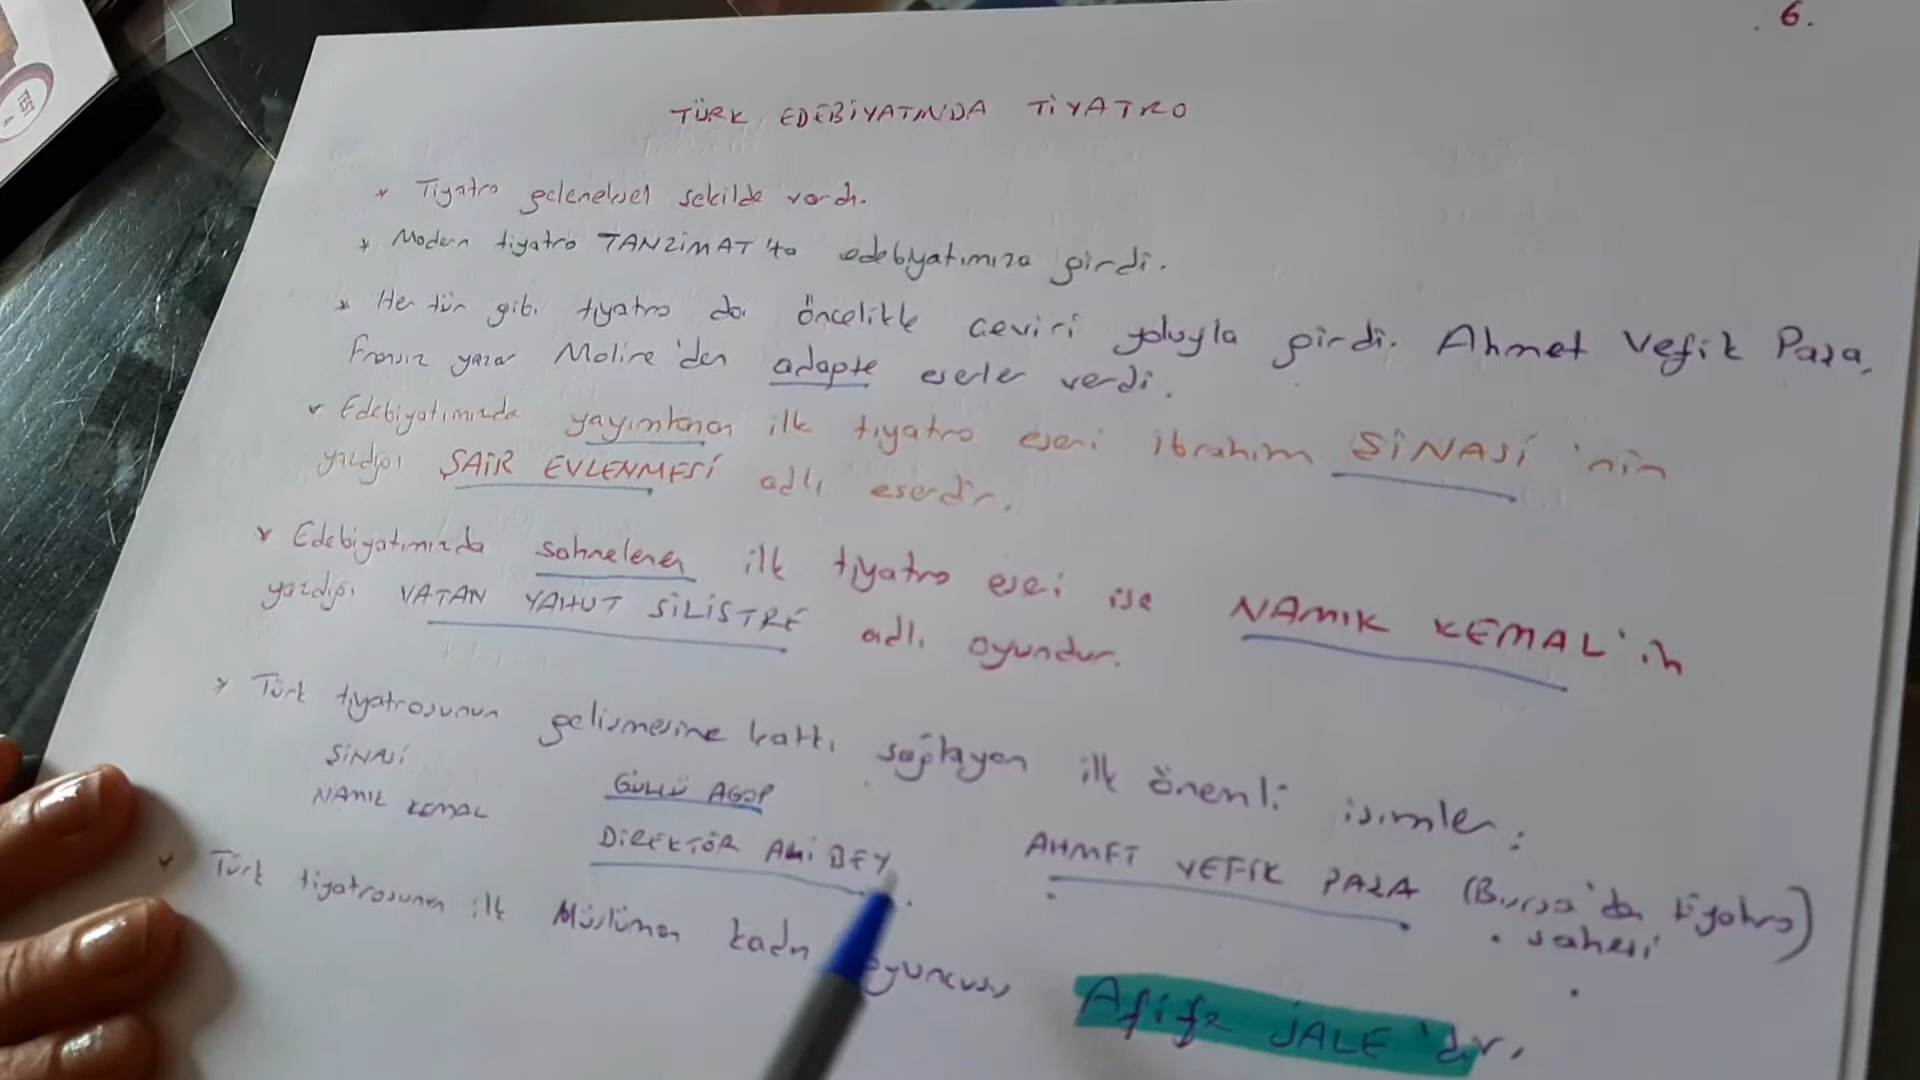 6.
TÜRK EDEBİYATINDA TİYATRO
* Tiyatro geleneksel şekilde vardı.
* Modern tiyatro TANZİMAT'ta edebiyatımıza girdi.
* Her tür gibi tiyatro da öncelikle çeviri yoluyla girdi. Ahmet Vefik Paşa,
Fransız yazar Molire'den adapte eserler verdi.
* Edebiyatımızda yayımlanan ilk tiyatro eseri İbrahim ŞİNASİ'nin
yazdığı ŞAİR EVLENMESİ adlı eserdir.
* Edebiyatımızda sahnelenen ilk tiyatro eseri ise NAMIK KEMAL'in
yazdığı VATAN YAHUT SİLİSTRE adlı oyundur.
* Türk tiyatrosunun gelişmesine katkı sağlayan ilk önemli isimler:
ŞİNASİ
NAMIK KEMAL
GÜLLÜ AGOP
DİREKTÖR ALİ BEY
AHMET VEFİK PAŞA (Bursa'da tiyatro)
sahnesi
* Türk tiyatrosunun ilk Müslüman kadın oyuncusu Afife JALE'dir.
TEST